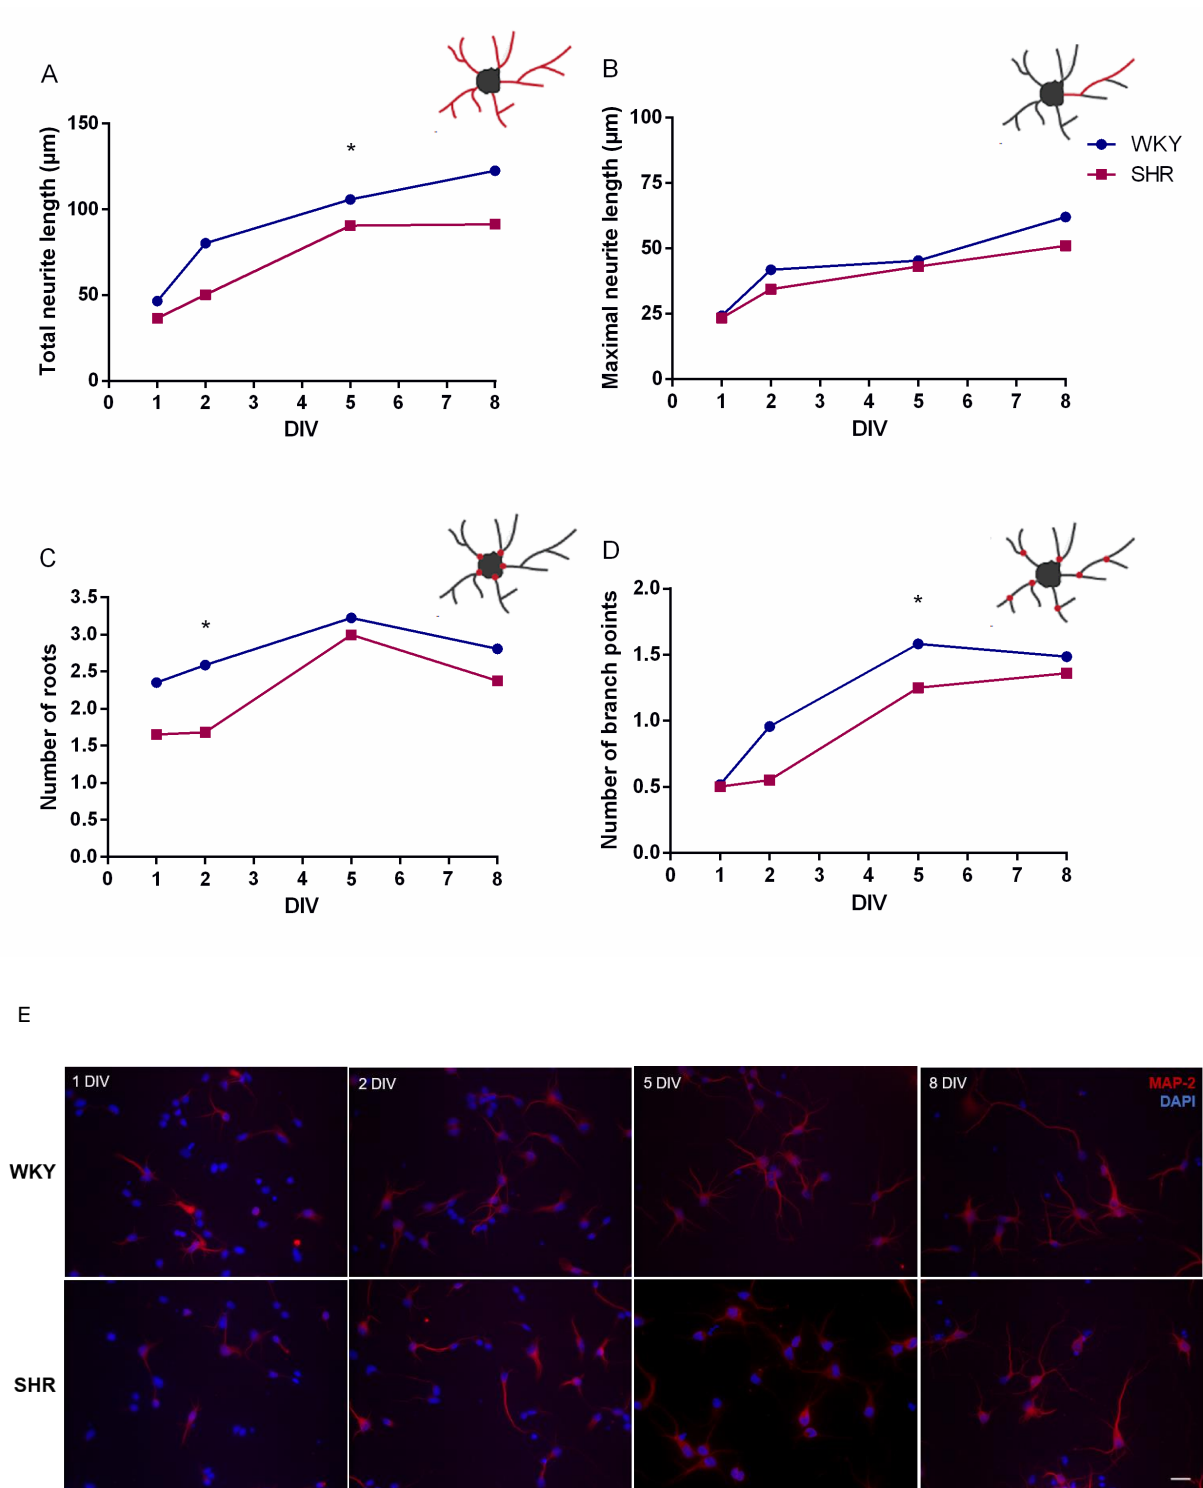 A
Total neurite length (µm)
*
150
100
50
0
0 1 2 3 4 5 6 7 8
DIV
B
Maximal neurite length (µm)
100
75
50
25
0
0 1 2 3 4 5 6 7 8
DIV
WKY
SHR
C
Number of roots
*
3.5
3.0
2.5
2.0
1.5
1.0
0.5
0.0
0 1 2 3 4 5 6 7 8
DIV
D
Number of branch points
*
2.0
1.5
1.0
0.5
0.0
0 1 2 3 4 5 6 7 8
DIV
E
1 DIV
2 DIV
5 DIV
8 DIV
MAP-2
DAPI
WKY
SHR